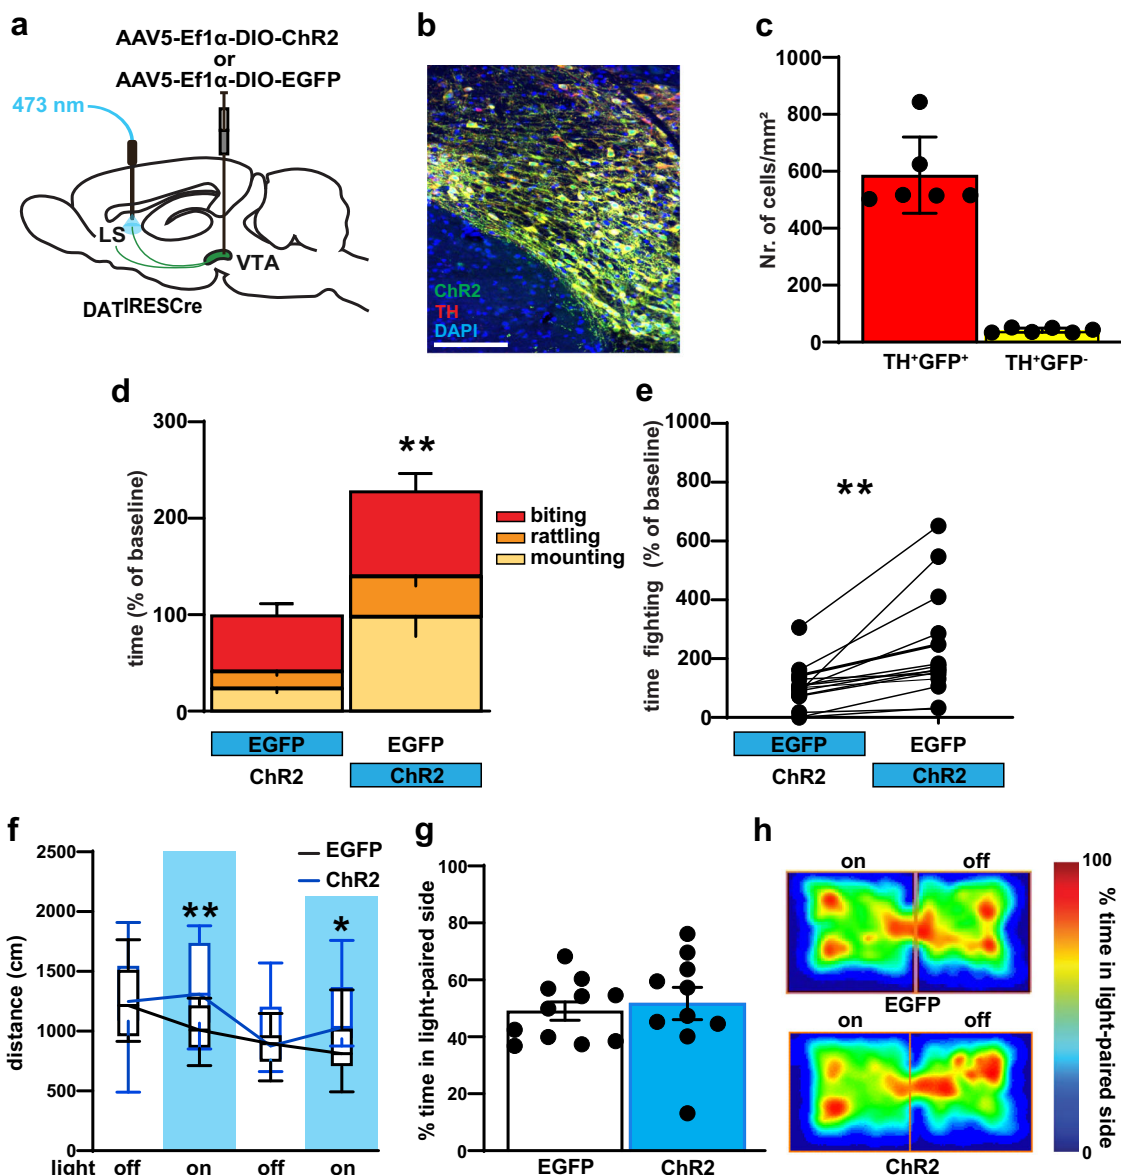 a
AAV5-Ef1α-DIO-ChR2
or
AAV5-Ef1α-DIO-EGFP
473 nm
LS
VTA
DATIRESCre
b
ChR2
TH
DAPI
c
Nr. of cells/mm²
1000
800
600
400
200
0
TH⁺GFP⁺
TH⁺GFP⁻
d
time (% of baseline)
300
200
100
0
**
biting
rattling
mounting
EGFP
EGFP
ChR2
ChR2
e
time fighting (% of baseline)
1000
800
600
400
200
0
**
EGFP
EGFP
ChR2
ChR2
f
distance (cm)
2500
2000
1500
1000
500
0
EGFP
ChR2
**
*
light off on off on
g
% time in light-paired side
100
80
60
40
20
0
EGFP
ChR2
h
on off
EGFP
on off
ChR2
100
0
% time in light-paired side